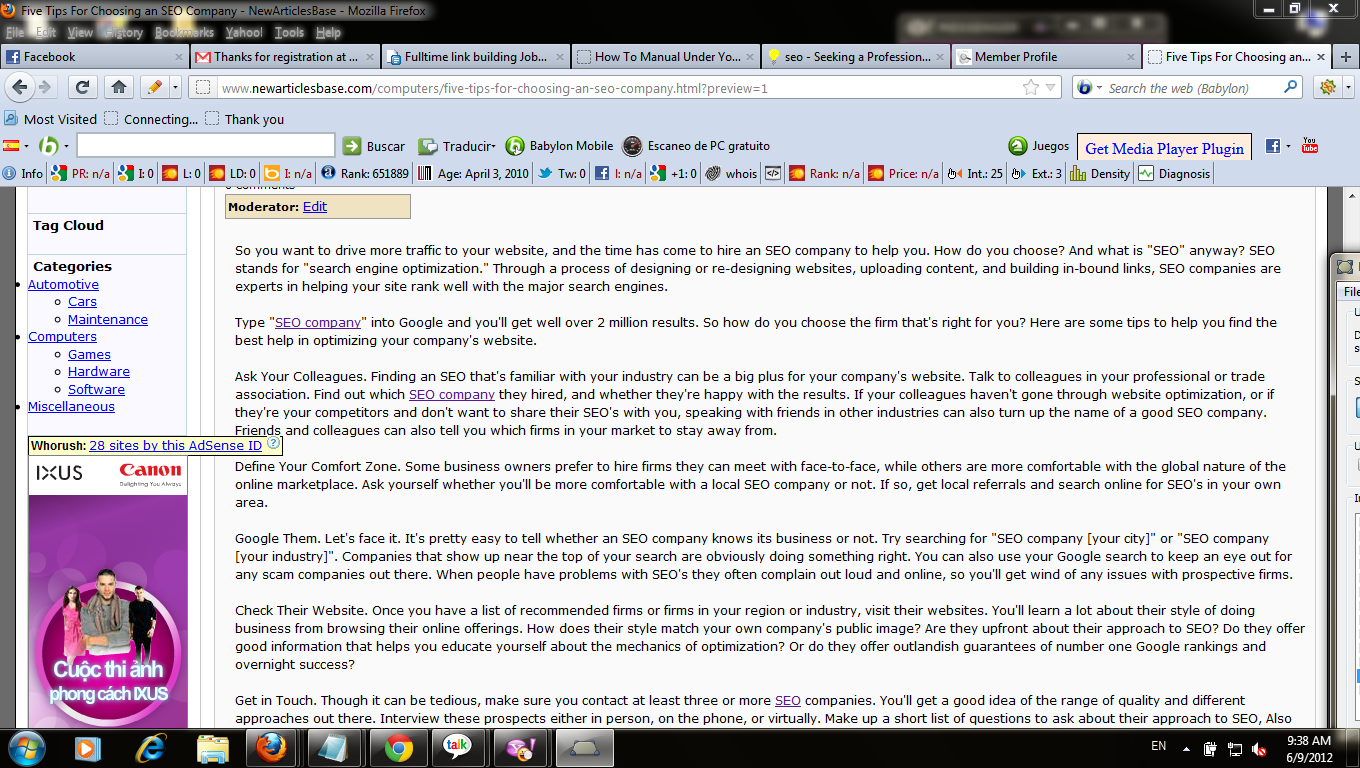 Five Tips For Choosing an SEO Company - NewArticlesBase - Mozilla Firefox
File Edit View History Bookmarks Yahoo! Tools Help
Facebook
Thanks for registration at ...
Fulltime link building Job...
How To Manual Under Yo...
seo - Seeking a Profession...
Member Profile
Five Tips For Choosing an...
www.newarticlesbase.com/computers/five-tips-for-choosing-an-seo-company.html?preview=1
Search the web (Babylon)
Most Visited Connecting... Thank you
Buscar Traducir Babylon Mobile Escaneo de PC gratuito Juegos Get Media Player Plugin You Tube
Info PR: n/a I: 0 L: 0 LD: 0 I: n/a Rank: 651889 Age: April 3, 2010 Tw: 0 I: n/a +1: 0 whois Rank: n/a Price: n/a Int.: 25 Ext.: 3 Density Diagnosis
Tag Cloud
Categories
Automotive
Cars
Maintenance
Computers
Games
Hardware
Software
Miscellaneous
Whorush: 28 sites by this AdSense ID
IXUS Canon
Delighting You Always
Cuộc thi ảnh
phong cách IXUS
0 Comments
Moderator: Edit
So you want to drive more traffic to your website, and the time has come to hire an SEO company to help you. How do you choose? And what is "SEO" anyway? SEO
stands for "search engine optimization." Through a process of designing or re-designing websites, uploading content, and building in-bound links, SEO companies are
experts in helping your site rank well with the major search engines.
Type "SEO company" into Google and you'll get well over 2 million results. So how do you choose the firm that's right for you? Here are some tips to help you find the
best help in optimizing your company's website.
Ask Your Colleagues. Finding an SEO that's familiar with your industry can be a big plus for your company's website. Talk to colleagues in your professional or trade
association. Find out which SEO company they hired, and whether they're happy with the results. If your colleagues haven't gone through website optimization, or if
they're your competitors and don't want to share their SEO's with you, speaking with friends in other industries can also turn up the name of a good SEO company.
Friends and colleagues can also tell you which firms in your market to stay away from.
Define Your Comfort Zone. Some business owners prefer to hire firms they can meet with face-to-face, while others are more comfortable with the global nature of the
online marketplace. Ask yourself whether you'll be more comfortable with a local SEO company or not. If so, get local referrals and search online for SEO's in your own
area.
Google Them. Let's face it. It's pretty easy to tell whether an SEO company knows its business or not. Try searching for "SEO company [your city]" or "SEO company
[your industry]". Companies that show up near the top of your search are obviously doing something right. You can also use your Google search to keep an eye out for
any scam companies out there. When people have problems with SEO's they often complain out loud and online, so you'll get wind of any issues with prospective firms.
Check Their Website. Once you have a list of recommended firms or firms in your region or industry, visit their websites. You'll learn a lot about their style of doing
business from browsing their online offerings. How does their style match your own company's public image? Are they upfront about their approach to SEO? Do they offer
good information that helps you educate yourself about the mechanics of optimization? Or do they offer outlandish guarantees of number one Google rankings and
overnight success?
Get in Touch. Though it can be tedious, make sure you contact at least three or more SEO companies. You'll get a good idea of the range of quality and different
approaches out there. Interview these prospects either in person, on the phone, or virtually. Make up a short list of questions to ask about their approach to SEO, Also
File
talk
EN
9:38 AM
6/9/2012